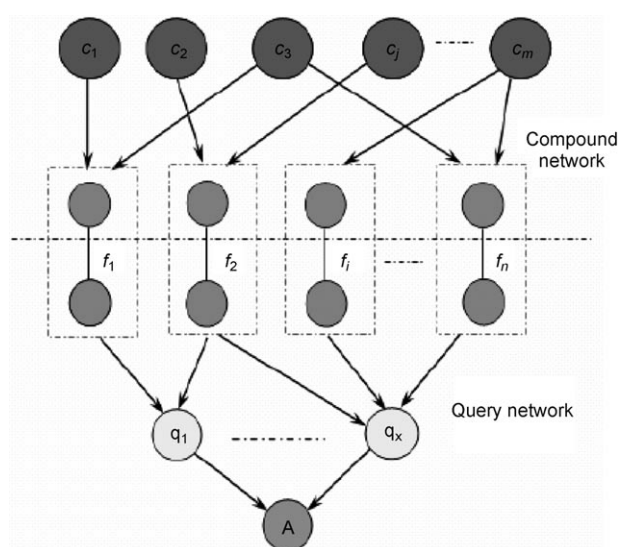 c1 c2 c3 cj cm
Compound
network
f1 f2 fi fn
Query network
q1 qx
A